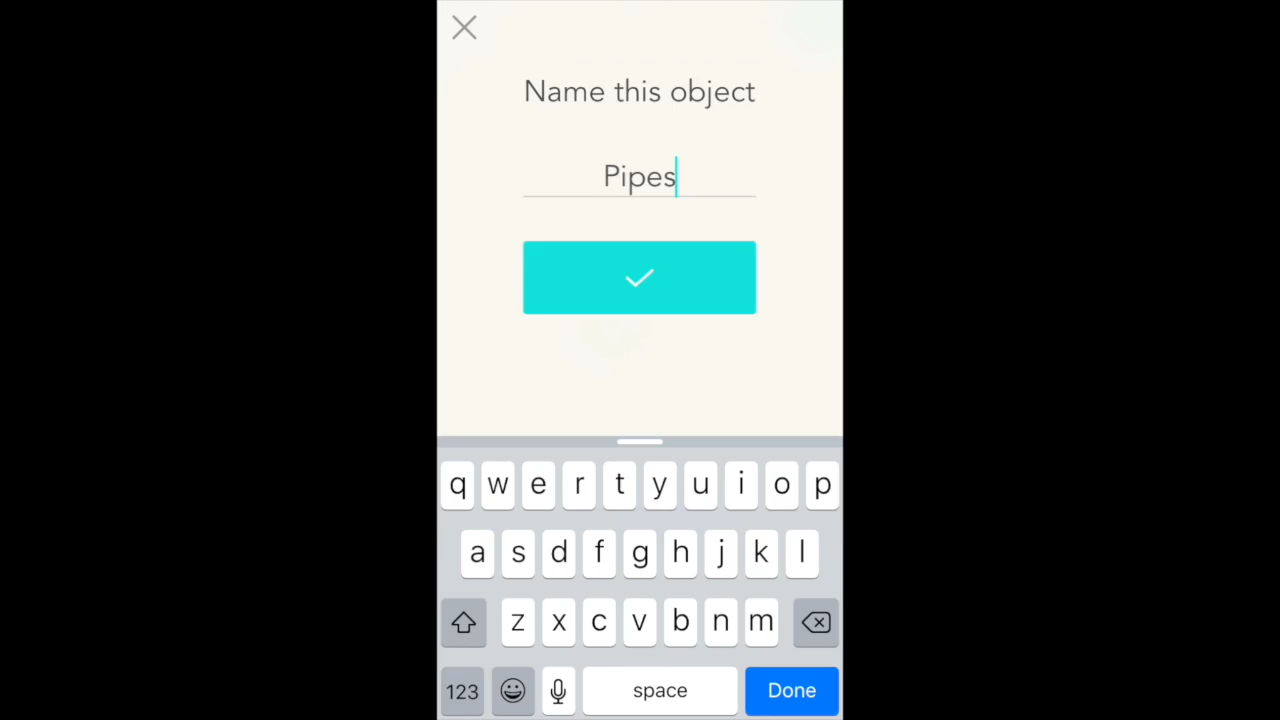 Name this object
Pipes
q w e r t y u i o p
a s d f g h j k l
z x c v b n m
123 space Done